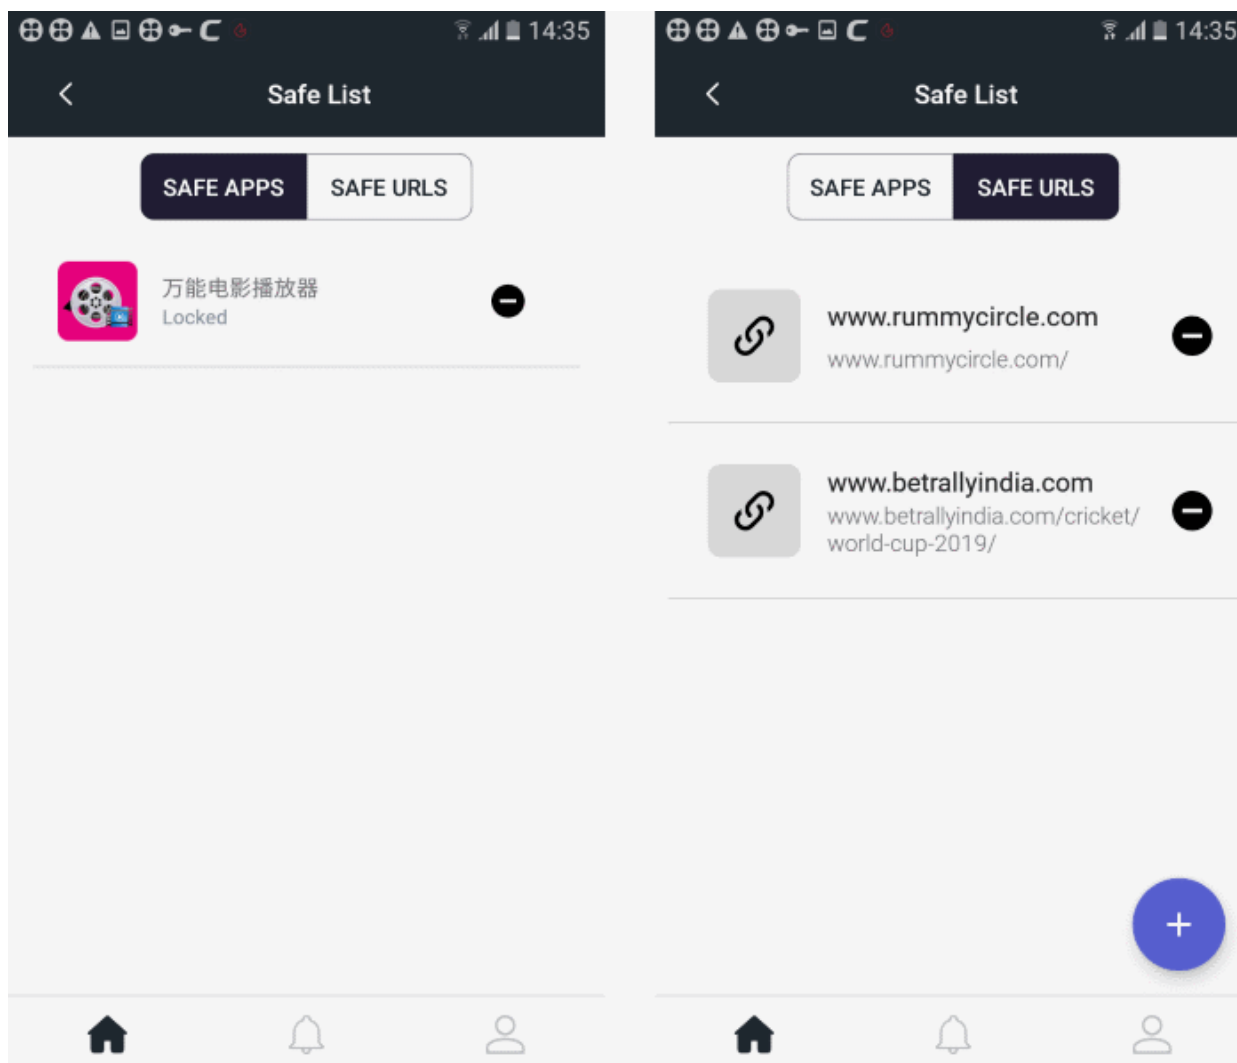 14:35
Safe List
SAFE APPS SAFE URLS
万能电影播放器
Locked
14:35
Safe List
SAFE APPS SAFE URLS
www.rummycircle.com
www.rummycircle.com/
www.betrallyindia.com
www.betrallyindia.com/cricket/
world-cup-2019/